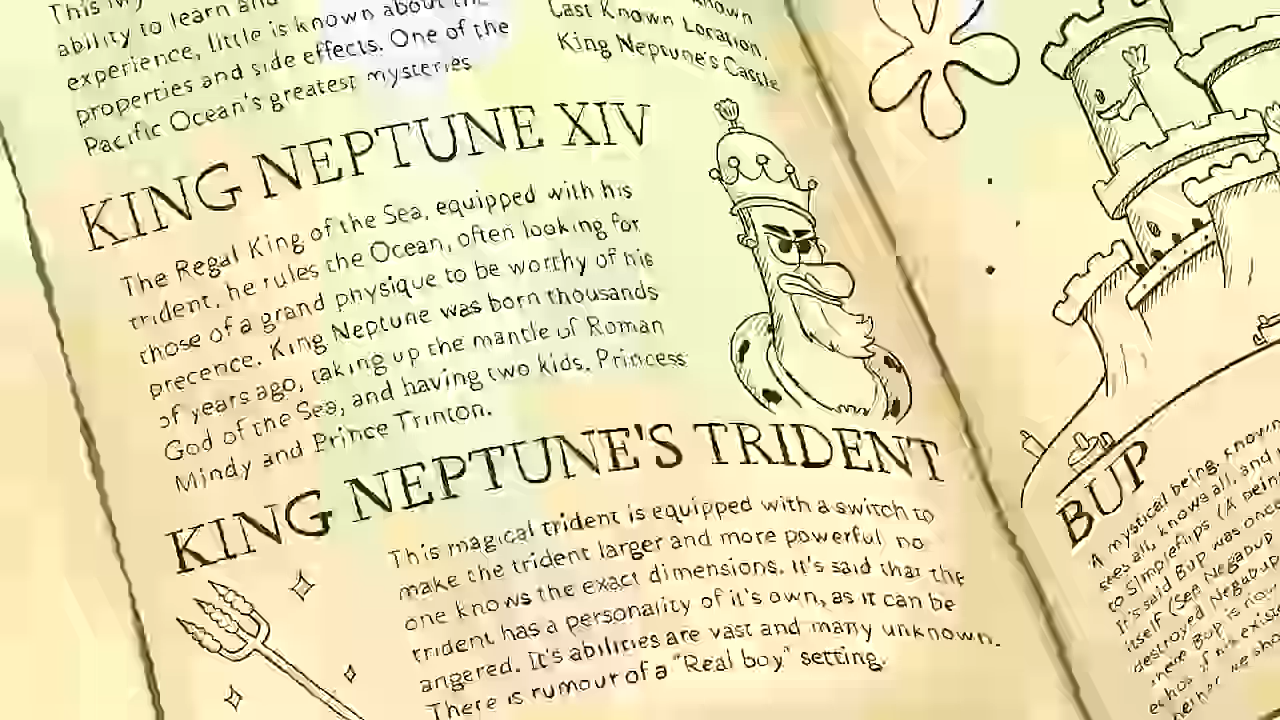 This
ability to learn and
experience, little is known about the
properties and side effects. One of the
Pacific Ocean's greatest mysteries
known
Last Known Location.
King Neptune's Castle
KING NEPTUNE XIV
The Regal King of the Sea, equipped with his
trident, he rules the Ocean, often looking for
those of a grand physique to be worthy of his
precence. King Neptune was born thousands
of years ago, taking up the mantle of Roman
God of the Sea, and having two kids, Princess
Mindy and Prince Trinton.
KING NEPTUNE'S TRIDENT
This magical trident is equipped with a switch to
make the trident larger and more powerful, no
one knows the exact dimensions. It's said that the
trident has a personality of it's own, as it can be
angered. It's abilities are vast and many unknown.
There is rumour of a "Real boy" setting.
BUP
A mystical being, known
sees all, knows all, and
to Simpleflips (A being
It's said Bup was once
itself (See Negabup
destroyed Negabup
Bup is now
echos of